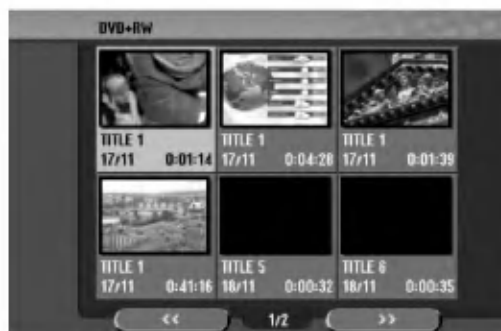 DVD+RW
TITLE 1 TITLE 1 TITLE 1
17/11 0:01:14 17/11 0:04:28 17/11 0:01:39
TITLE 1 TITLE 5 TITLE 6
17/11 0:41:16 18/11 0:00:32 18/11 0:00:35
<< 1/2 >>